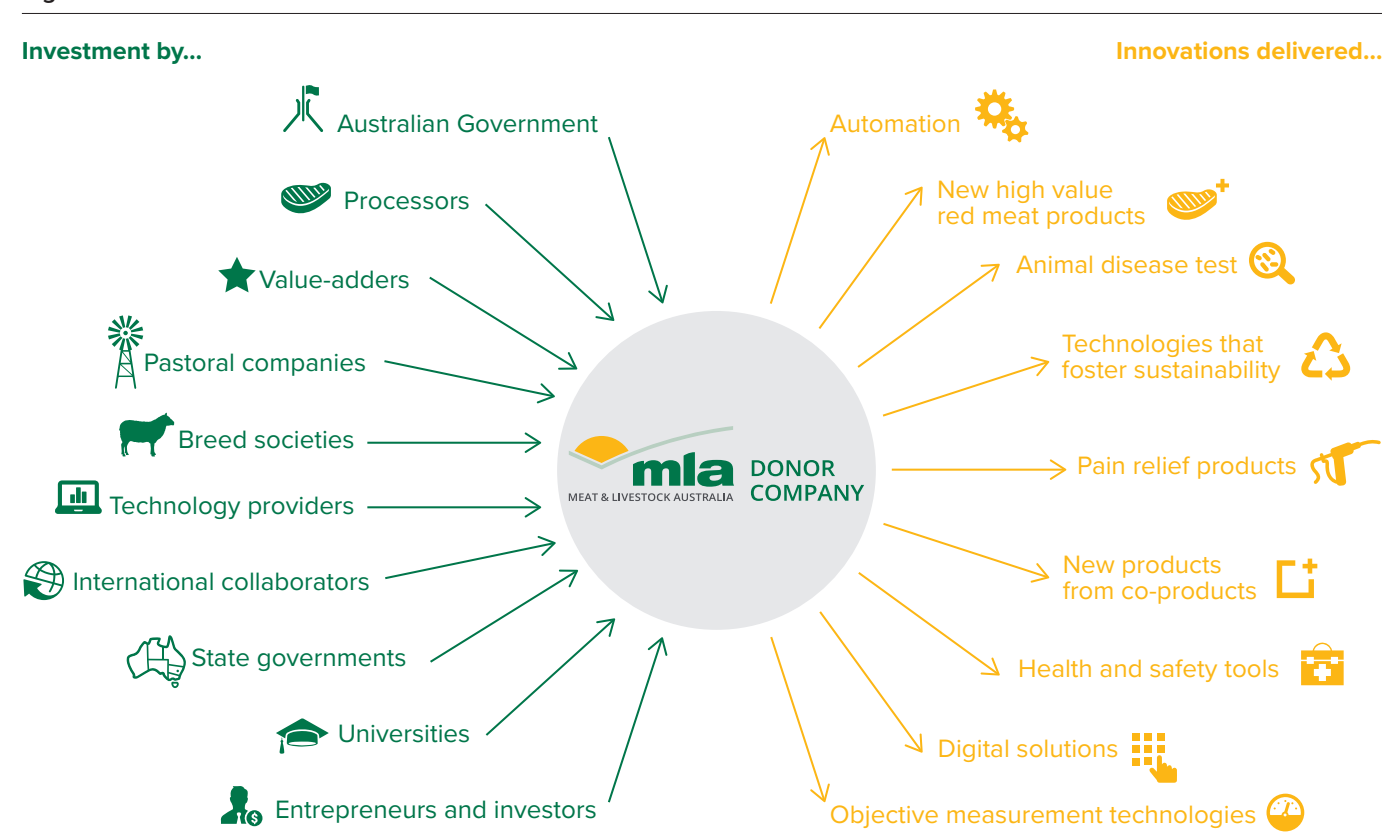 Investment by...
Innovations delivered...
Australian Government
Processors
Value-adders
Pastoral companies
Breed societies
Technology providers
International collaborators
State governments
Universities
Entrepreneurs and investors
mla
MEAT & LIVESTOCK AUSTRALIA
DONOR
COMPANY
Automation
New high value
red meat products
Animal disease test
Technologies that
foster sustainability
Pain relief products
New products
from co-products
Health and safety tools
Digital solutions
Objective measurement technologies